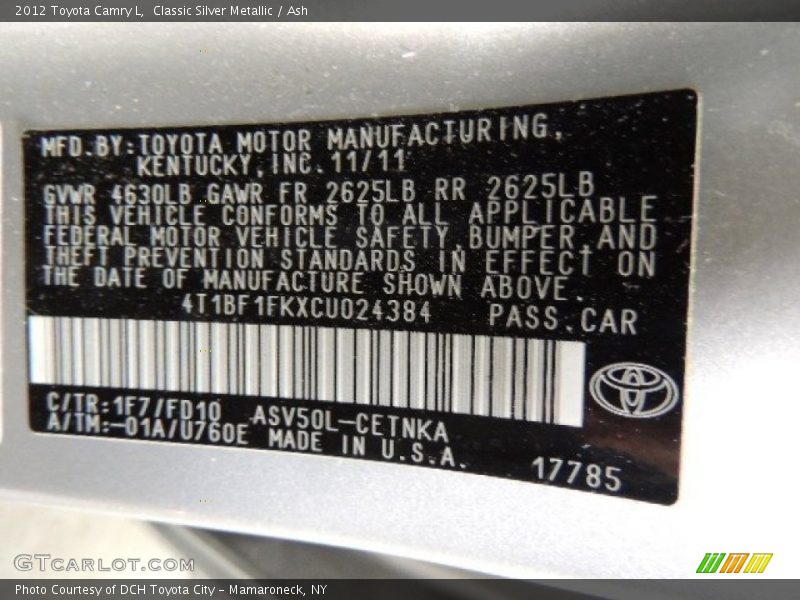 2012 Toyota Camry L,  Classic Silver Metallic / Ash
MFD.BY:TOYOTA MOTOR MANUFACTURING,
KENTUCKY,INC.11/11
GVWR 4630LB GAWR FR 2625LB RR 2625LB
THIS VEHICLE CONFORMS TO ALL APPLICABLE
FEDERAL MOTOR VEHICLE SAFETY,BUMPER,AND
THEFT PREVENTION STANDARDS IN EFFECT ON
THE DATE OF MANUFACTURE SHOWN ABOVE.
4T1BF1FKXCU024384 PASS.CAR
C/TR:1F7/FD10 ASV50L-CETNKA
A/TM:-01A/U760E MADE IN U.S.A.
17785
GTCARLOT.COM
Photo Courtesy of DCH Toyota City – Mamaroneck, NY